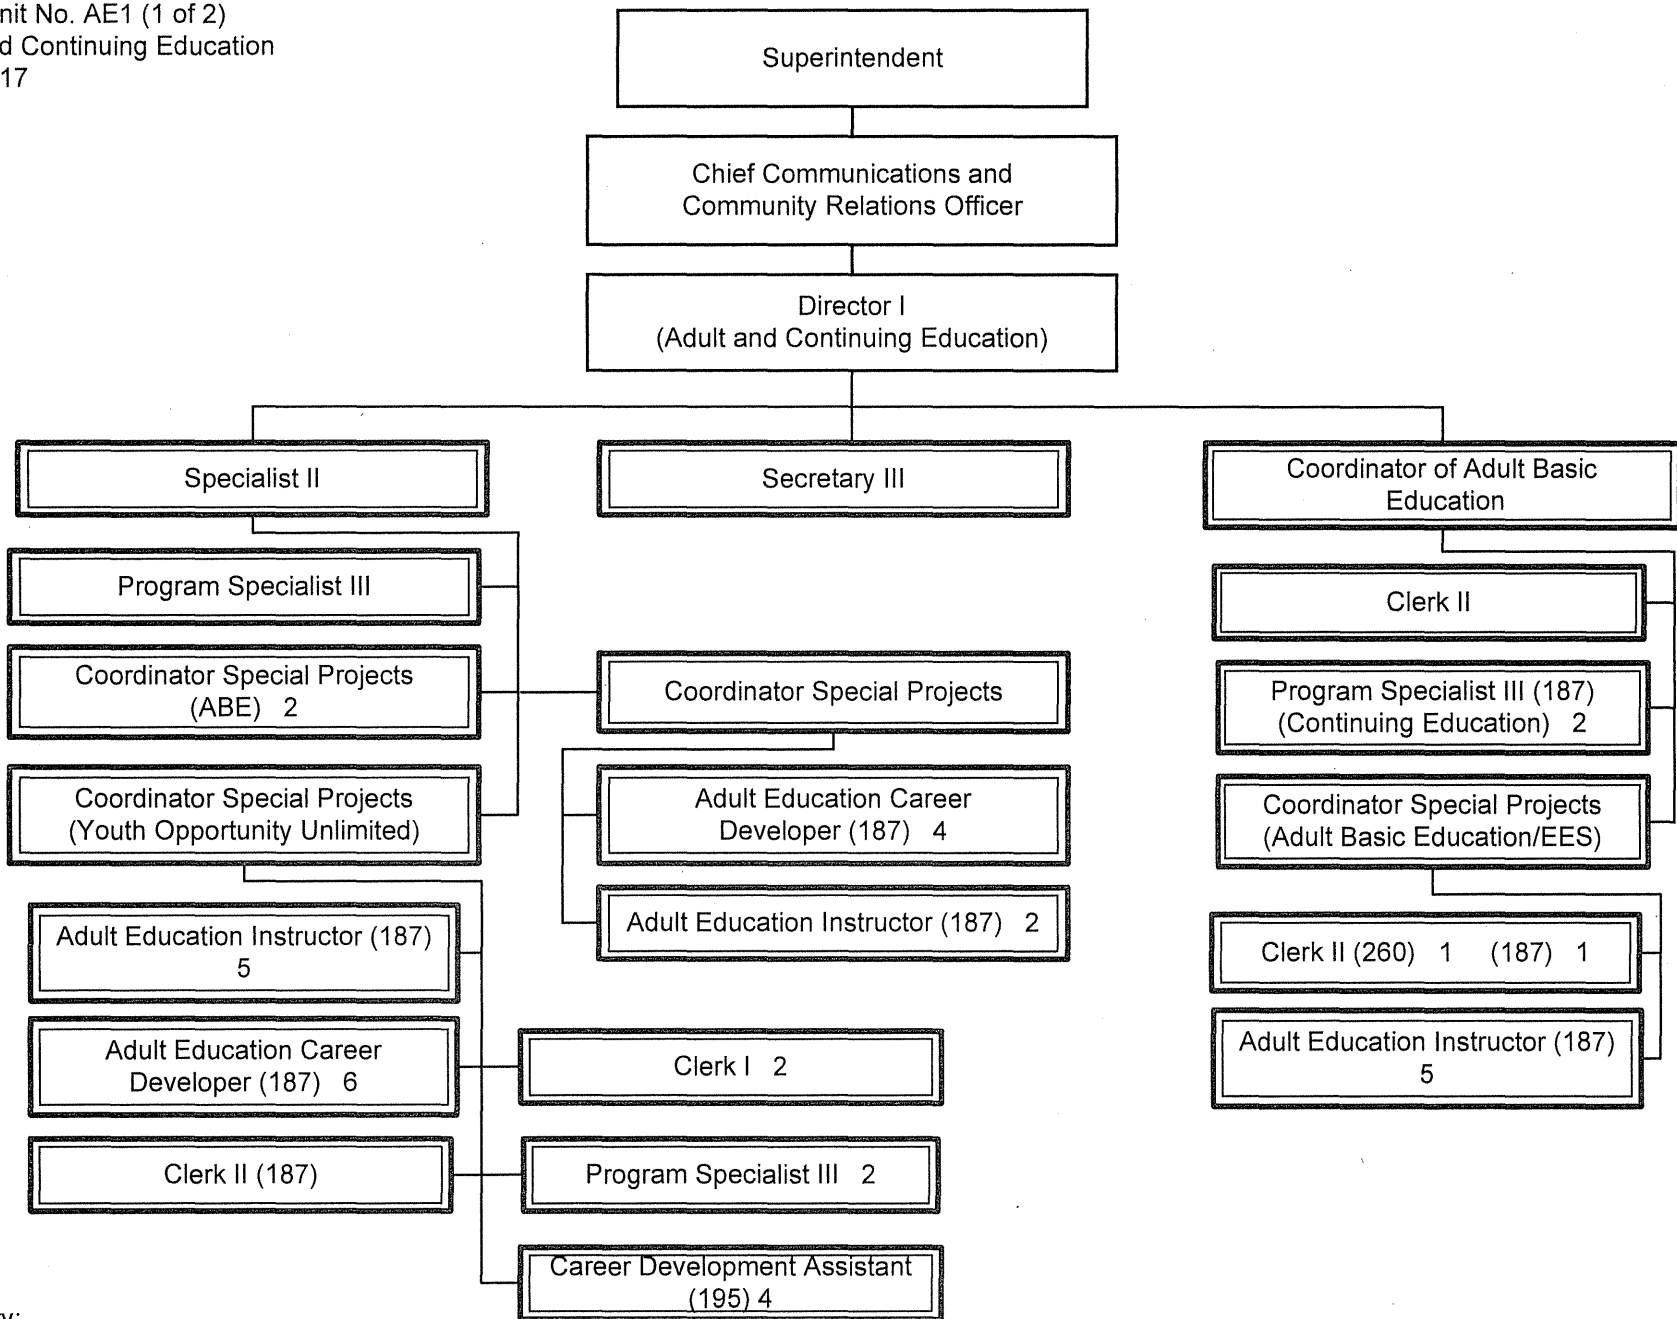 nit No. AE1 (1 of 2)
d Continuing Education
17
Superintendent
Chief Communications and
Community Relations Officer
Director I
(Adult and Continuing Education)
Specialist II
Secretary III
Coordinator of Adult Basic
Education
Program Specialist III
Coordinator Special Projects
(ABE) 2
Coordinator Special Projects
(Youth Opportunity Unlimited)
Adult Education Instructor (187)
5
Adult Education Career
Developer (187) 6
Clerk II (187)
Clerk I 2
Program Specialist III 2
Career Development Assistant
(195) 4
Coordinator Special Projects
Adult Education Career
Developer (187) 4
Adult Education Instructor (187) 2
Clerk II
Program Specialist III (187)
(Continuing Education) 2
Coordinator Special Projects
(Adult Basic Education/EES)
Clerk II (260) 1 (187) 1
Adult Education Instructor (187)
5